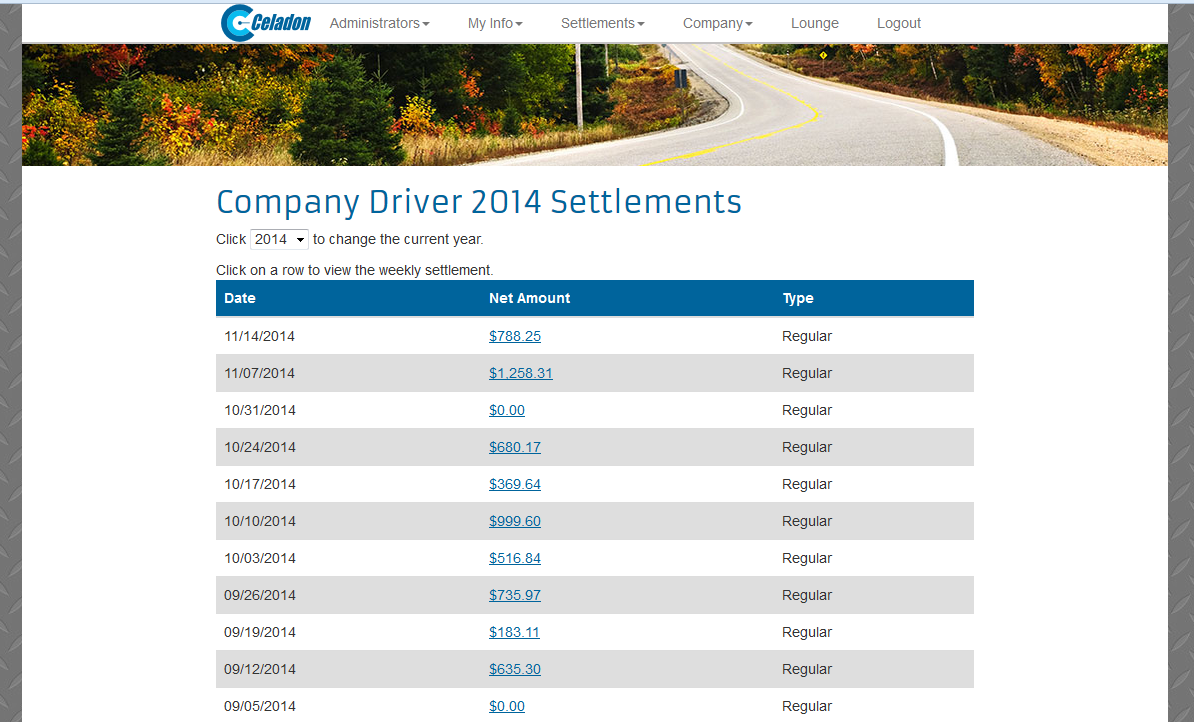 Celadon Administrators My Info Settlements Company Lounge Logout
Company Driver 2014 Settlements
Click 2014 to change the current year.
Click on a row to view the weekly settlement.
Date Net Amount Type
11/14/2014 $788.25 Regular
11/07/2014 $1,258.31 Regular
10/31/2014 $0.00 Regular
10/24/2014 $680.17 Regular
10/17/2014 $369.64 Regular
10/10/2014 $999.60 Regular
10/03/2014 $516.84 Regular
09/26/2014 $735.97 Regular
09/19/2014 $183.11 Regular
09/12/2014 $635.30 Regular
09/05/2014 $0.00 Regular